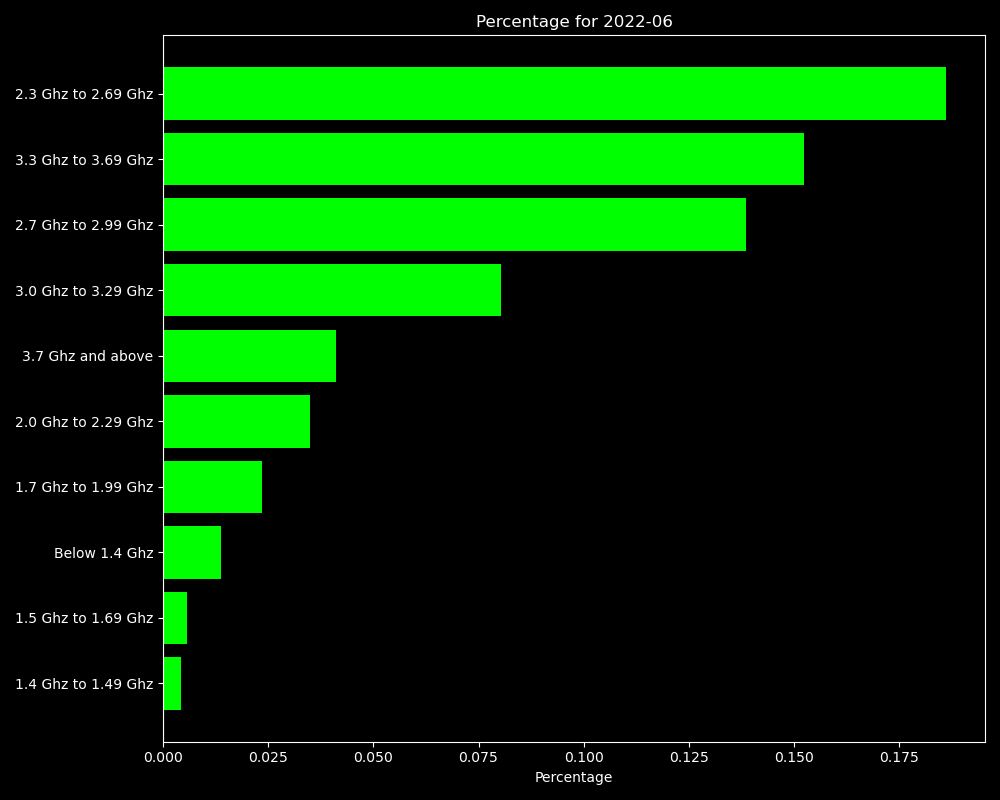 Percentage for 2022-06
2.3 Ghz to 2.69 Ghz
3.3 Ghz to 3.69 Ghz
2.7 Ghz to 2.99 Ghz
3.0 Ghz to 3.29 Ghz
3.7 Ghz and above
2.0 Ghz to 2.29 Ghz
1.7 Ghz to 1.99 Ghz
Below 1.4 Ghz
1.5 Ghz to 1.69 Ghz
1.4 Ghz to 1.49 Ghz
0.000 0.025 0.050 0.075 0.100 0.125 0.150 0.175
Percentage